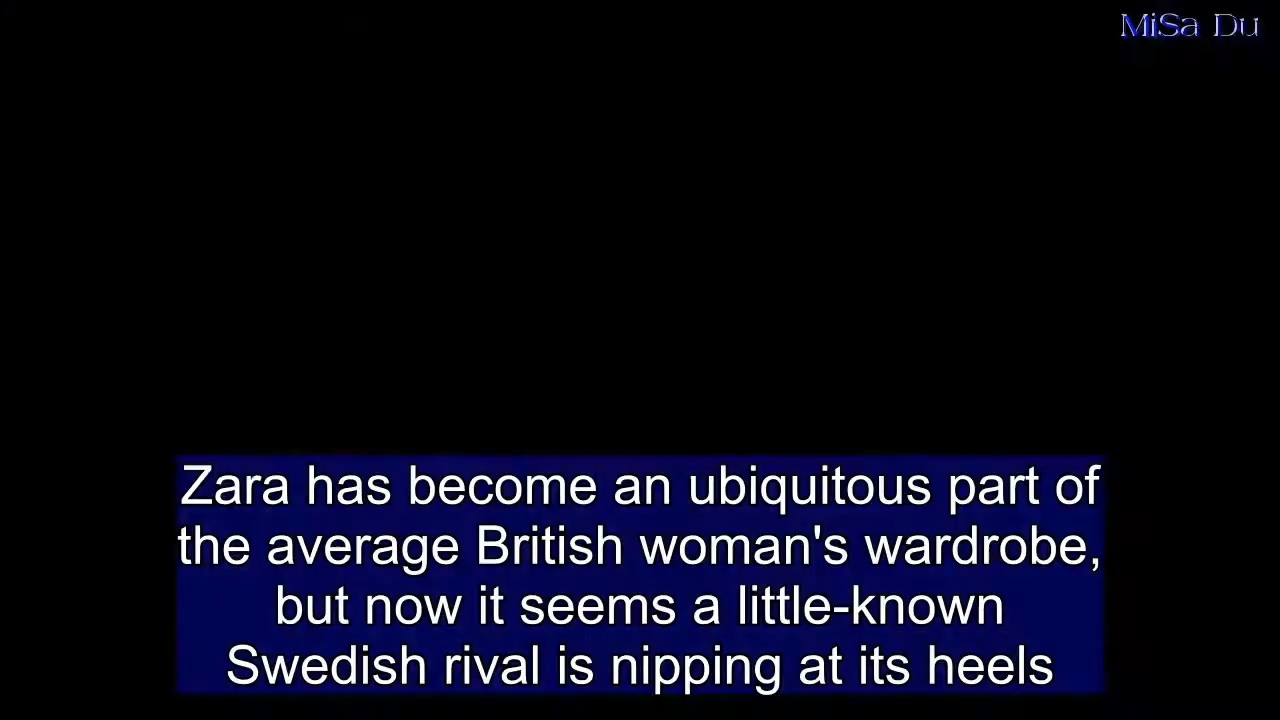 MiSa Du
Zara has become an ubiquitous part of
the average British woman's wardrobe,
but now it seems a little-known
Swedish rival is nipping at its heels